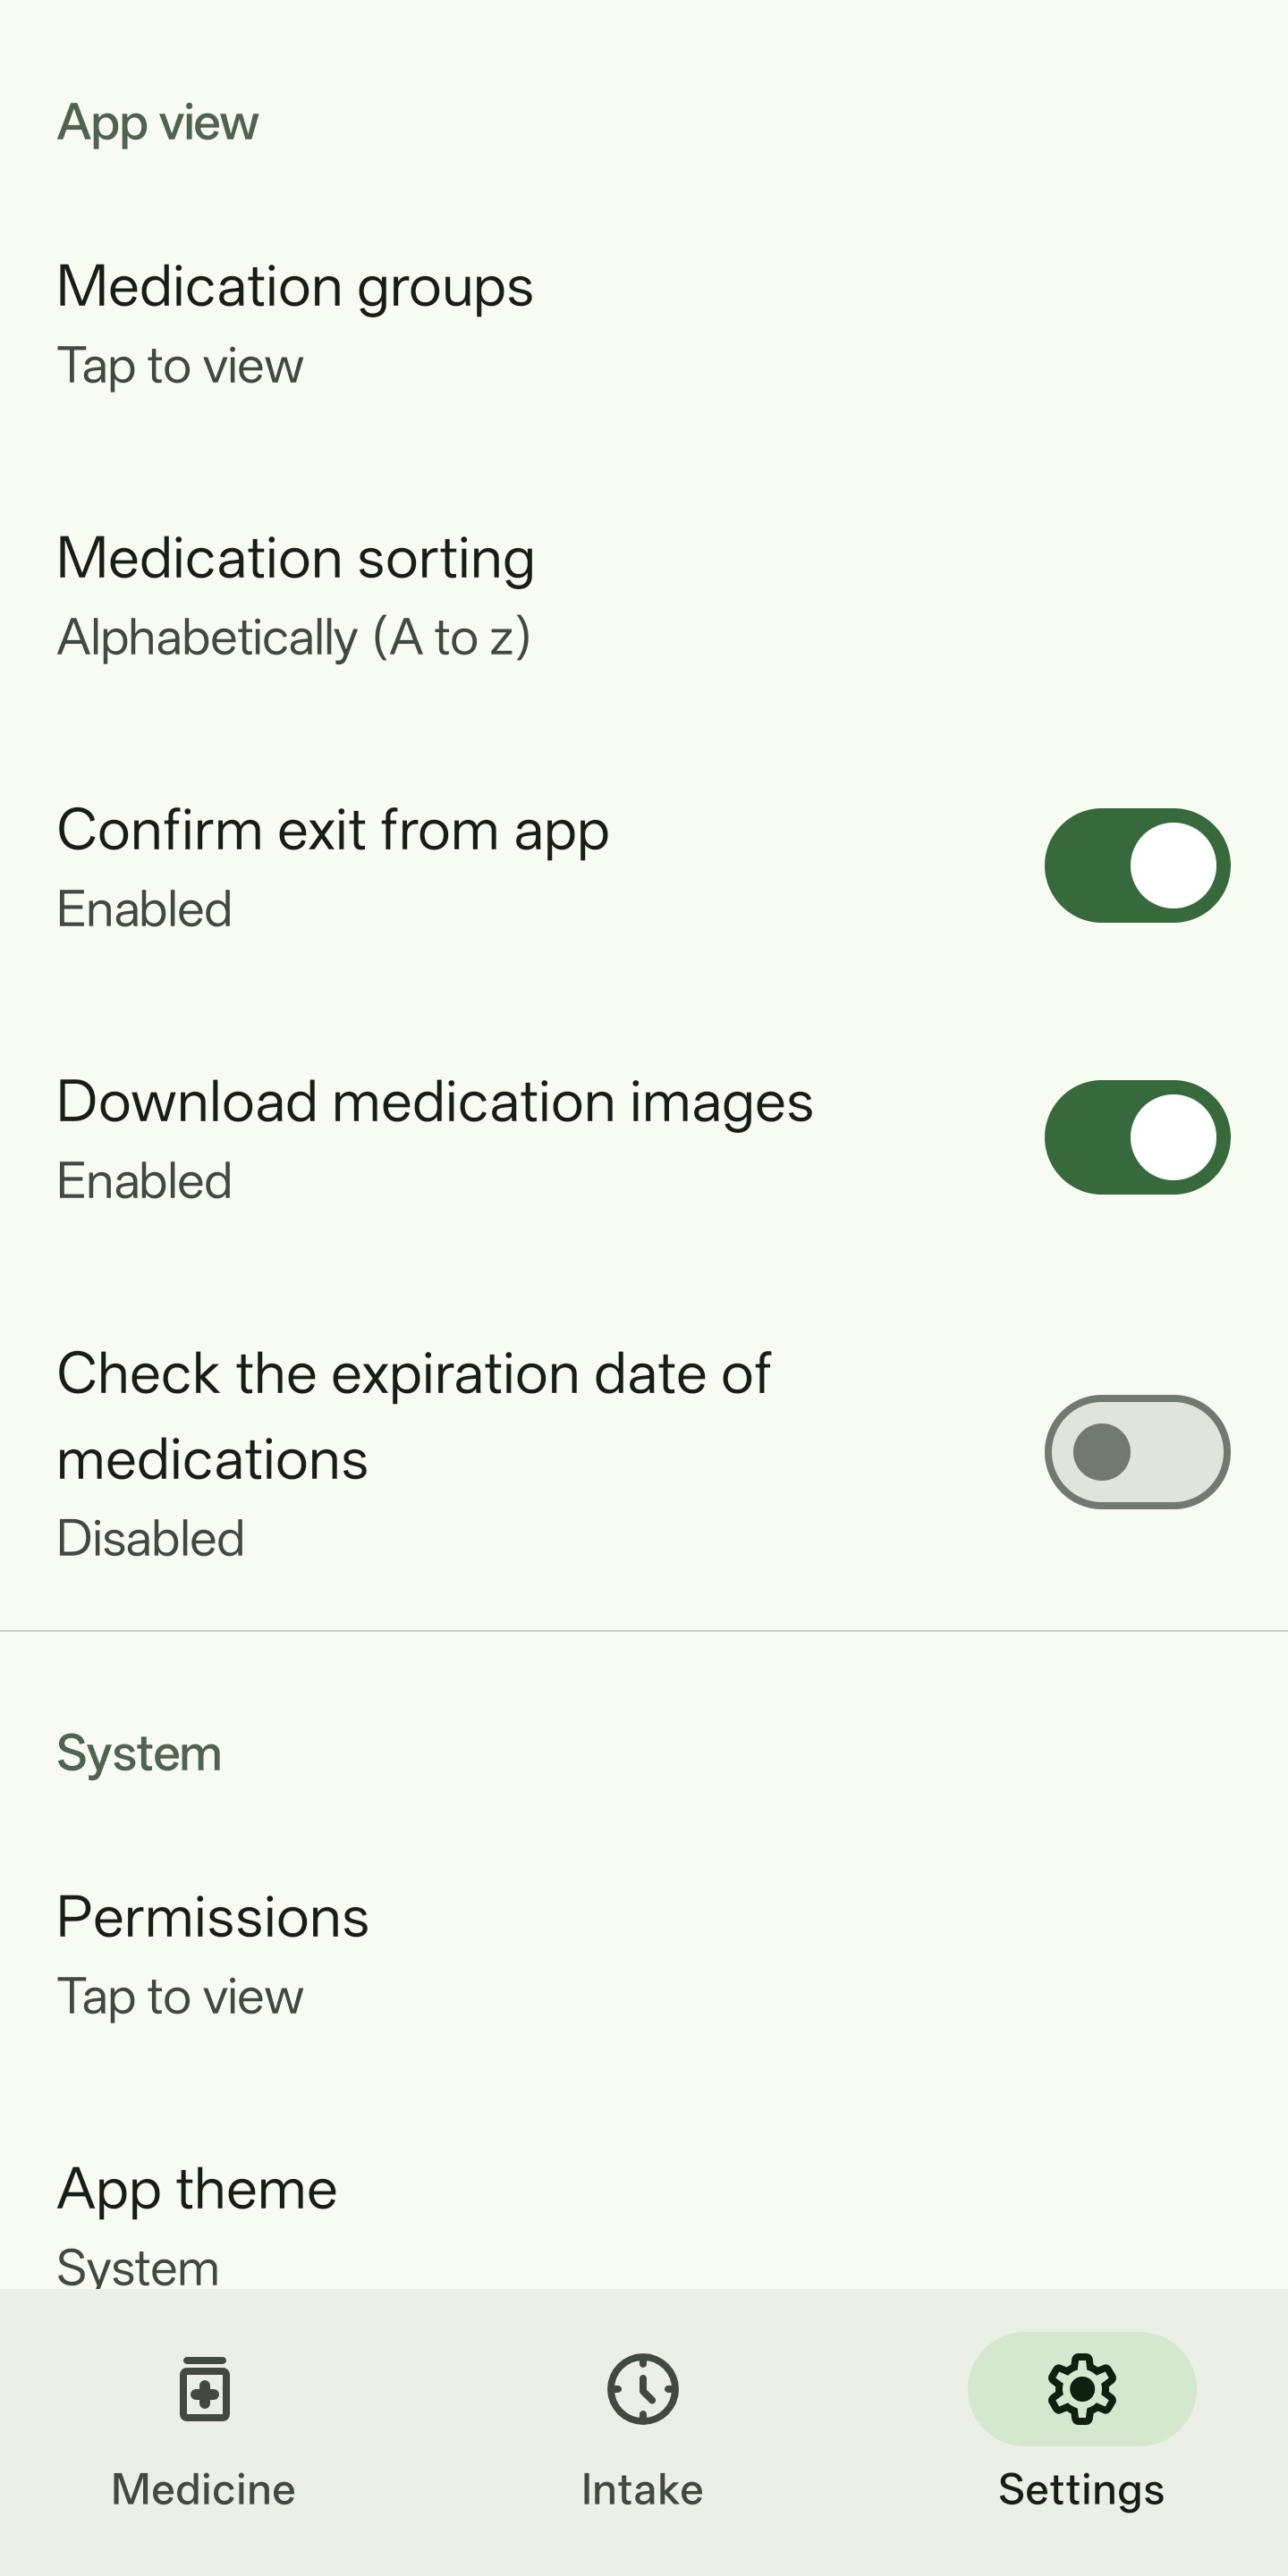 App view
Medication groups
Tap to view
Medication sorting
Alphabetically (A to z)
Confirm exit from app
Enabled
Download medication images
Enabled
Check the expiration date of
medications
Disabled
System
Permissions
Tap to view
App theme
System
Medicine
Intake
Settings